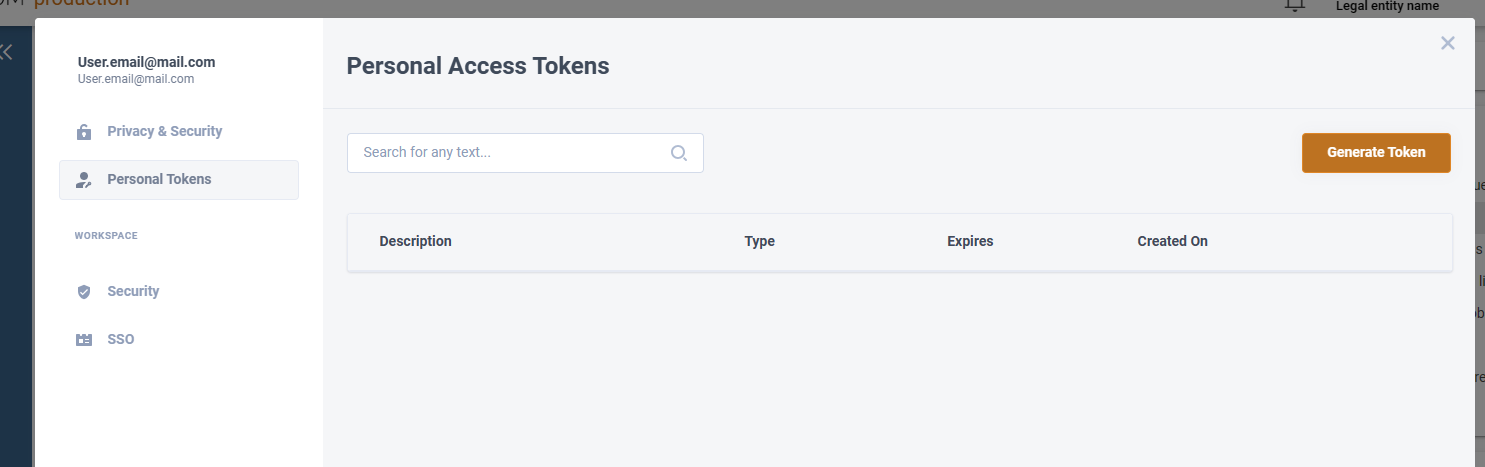 production
Legal entity name
User.email@mail.com
User.email@mail.com
Privacy & Security
Personal Tokens
WORKSPACE
Security
SSO
Personal Access Tokens
Search for any text...
Generate Token
Description Type Expires Created On